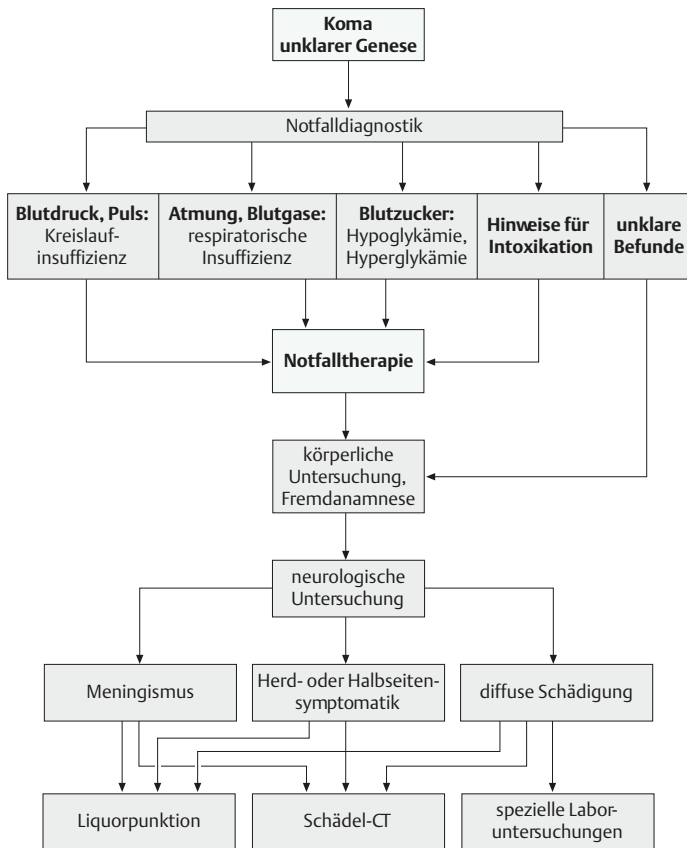 Koma
unklarer Genese
Notfalldiagnostik
Blutdruck, Puls:
Kreislauf-
insuffizienz
Atmung, Blutgase:
respiratorische
Insuffizienz
Blutzucker:
Hypoglykämie,
Hyperglykämie
Hinweise für
Intoxikation
unklare
Befunde
Notfalltherapie
körperliche
Untersuchung,
Fremdanamnese
neurologische
Untersuchung
Meningismus
Herd- oder Halbseiten-
symptomatik
diffuse Schädigung
Liquorpunktion
Schädel-CT
spezielle Labor-
untersuchungen